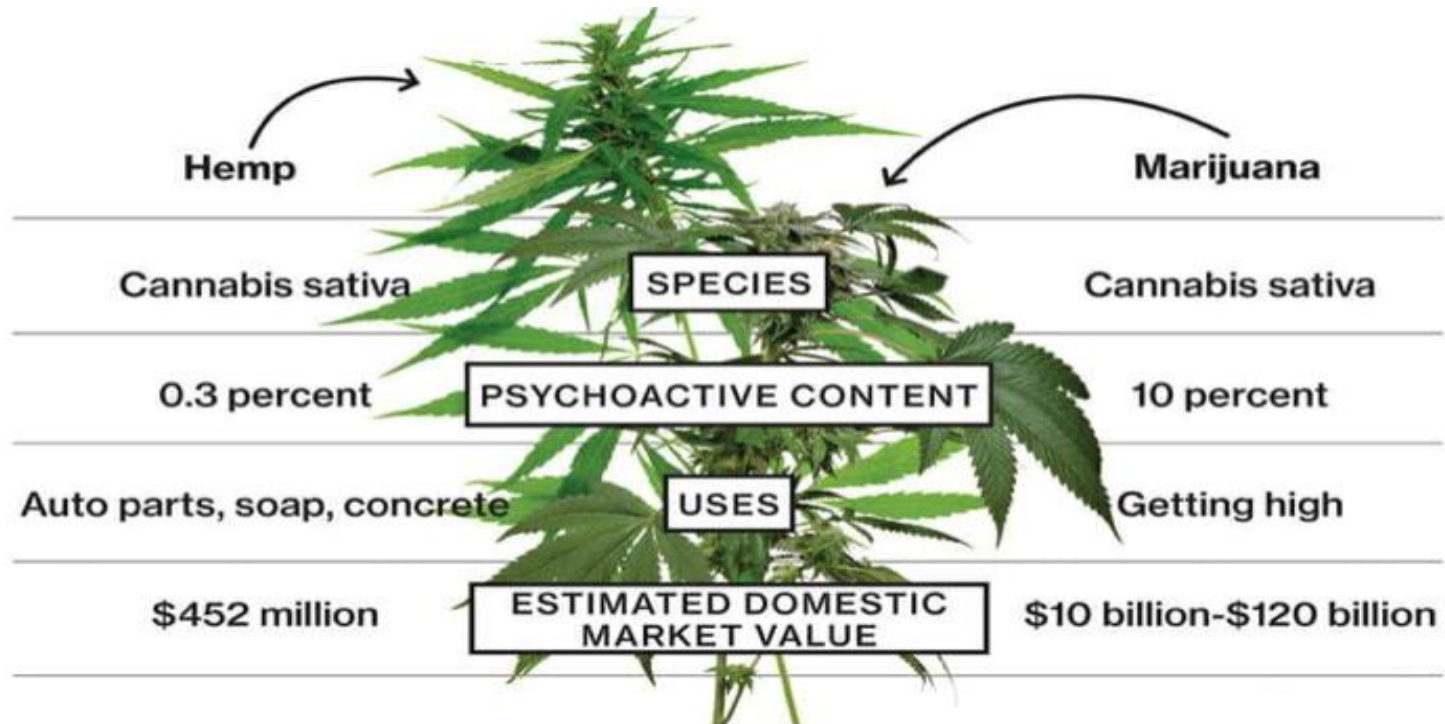 Hemp
Marijuana
Cannabis sativa
SPECIES
Cannabis sativa
0.3 percent
PSYCHOACTIVE CONTENT
10 percent
Auto parts, soap, concrete
USES
Getting high
$452 million
ESTIMATED DOMESTIC
MARKET VALUE
$10 billion-$120 billion